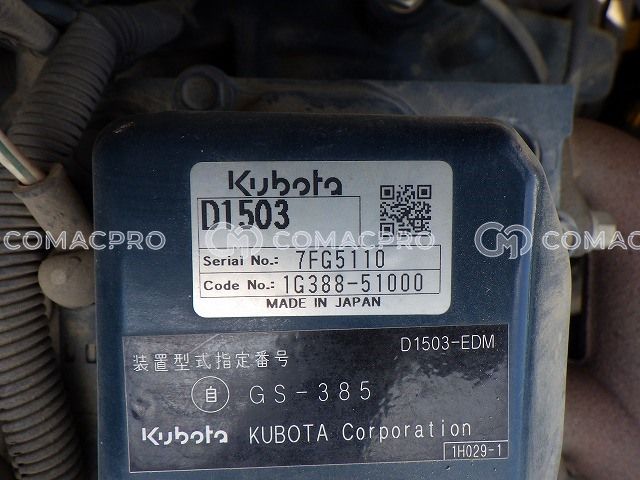 Kubota
D1503
Serial No.: 7FG5110
Code No.: 1G388-51000
MADE IN JAPAN
COMACPRO
COMACPRO
装置型式指定番号
D1503-EDM
自 GS-385
Kubota KUBOTA Corporation
1H029-1